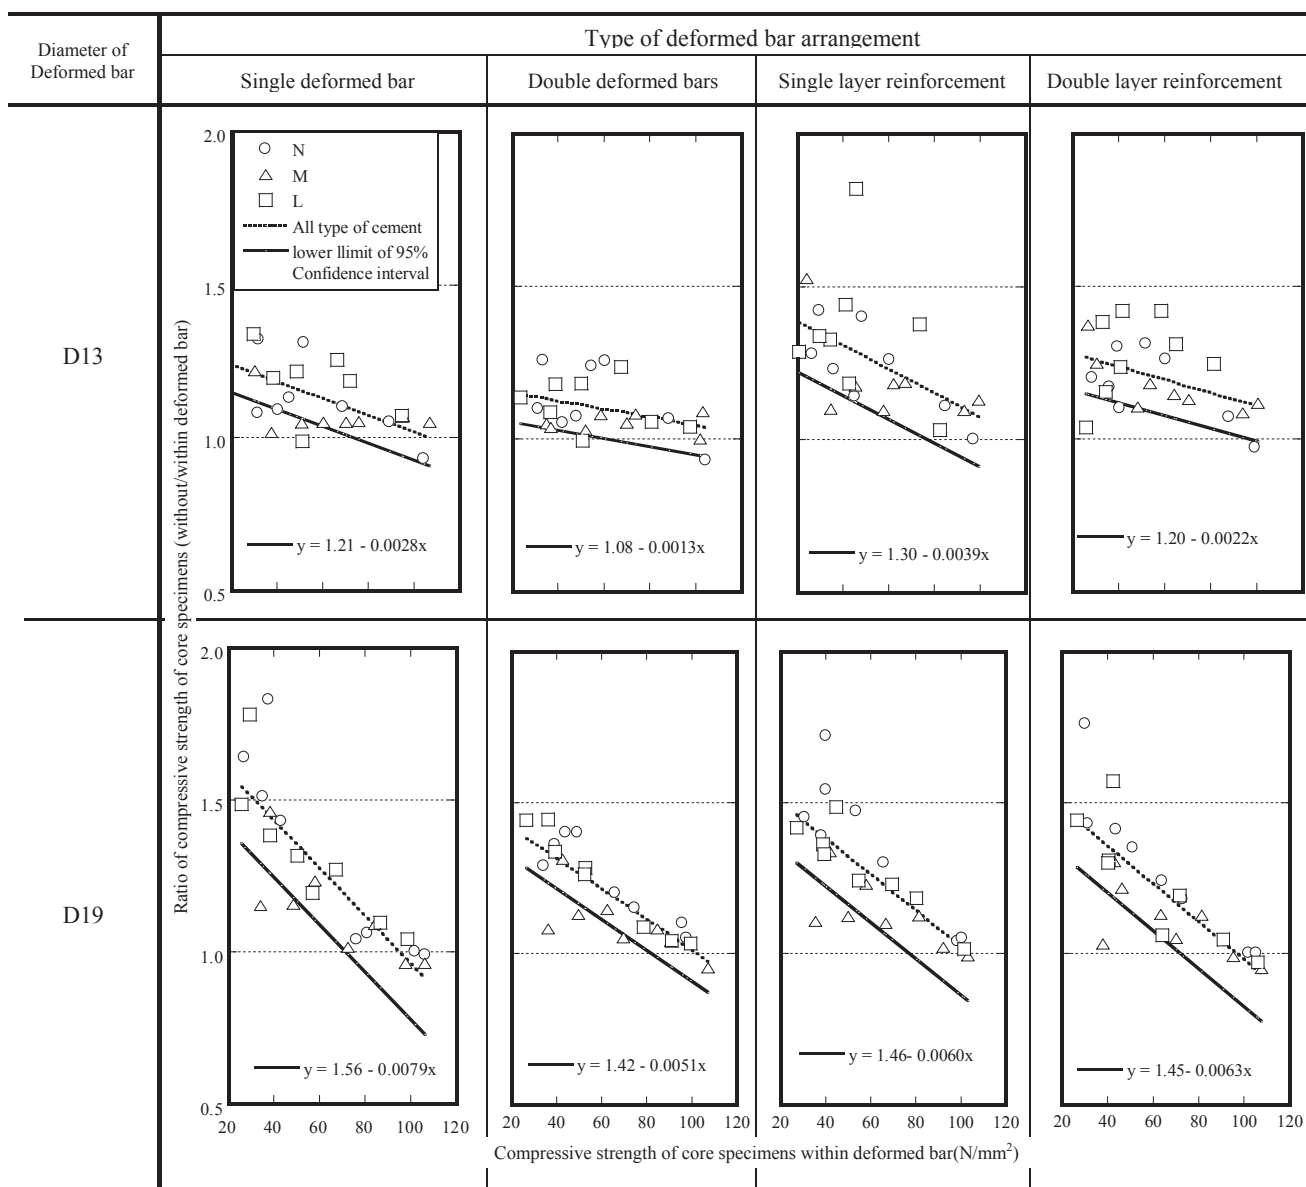 Diameter of
Deformed bar
Type of deformed bar arrangement
Single deformed bar
Double deformed bars
Single layer reinforcement
Double layer reinforcement
D13
Ratio of compressive strength of core specimens (without/within deformed bar)
2.0
1.5
1.0
0.5
N
M
L
All type of cement
lower llimit of 95%
Confidence interval
y = 1.21 - 0.0028x
y = 1.08 - 0.0013x
y = 1.30 - 0.0039x
y = 1.20 - 0.0022x
D19
2.0
1.5
1.0
0.5
y = 1.56 - 0.0079x
y = 1.42 - 0.0051x
y = 1.46- 0.0060x
y = 1.45- 0.0063x
20 40 60 80 100 120
20 40 60 80 100 120
20 40 60 80 100 120
20 40 60 80 100 120
Compressive strength of core specimens within deformed bar(N/mm²)